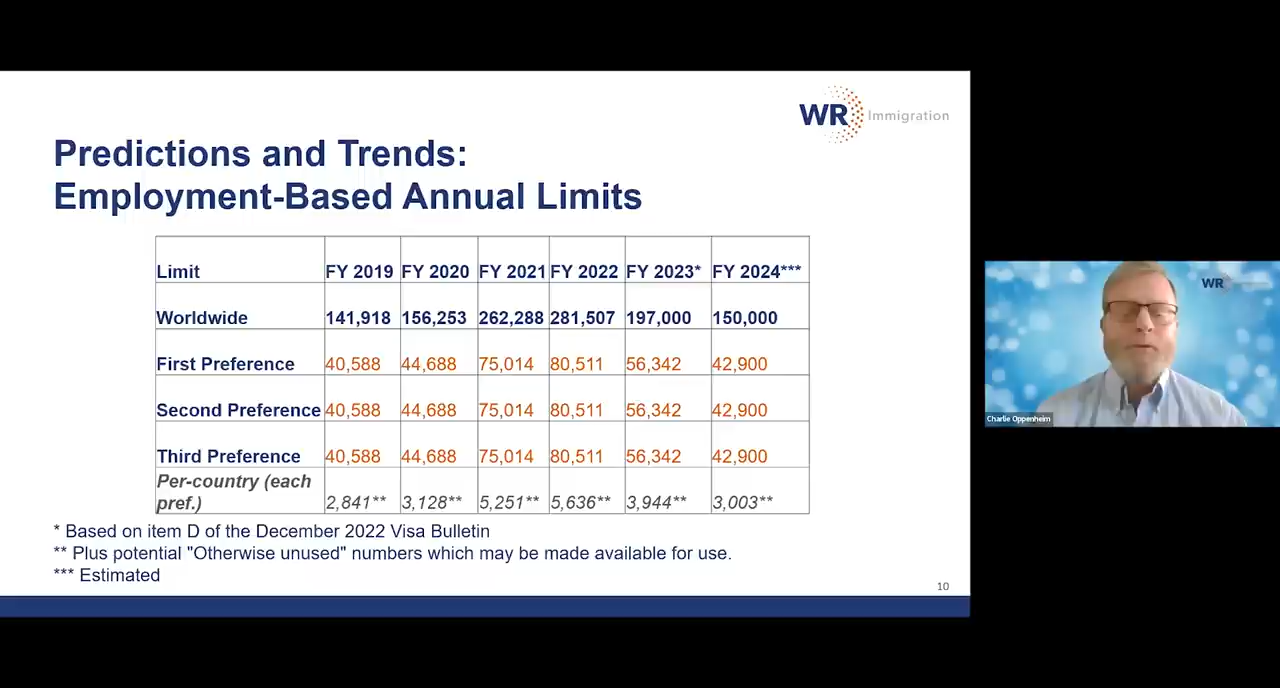 WR Immigration
Predictions and Trends:
Employment-Based Annual Limits
Limit FY 2019 FY 2020 FY 2021 FY 2022 FY 2023* FY 2024***
Worldwide 141,918 156,253 262,288 281,507 197,000 150,000
First Preference 40,588 44,688 75,014 80,511 56,342 42,900
Second Preference 40,588 44,688 75,014 80,511 56,342 42,900
Third Preference 40,588 44,688 75,014 80,511 56,342 42,900
Per-country (each
pref.) 2,841** 3,128** 5,251** 5,636** 3,944** 3,003**
* Based on item D of the December 2022 Visa Bulletin
** Plus potential "Otherwise unused" numbers which may be made available for use.
*** Estimated
10
WR
Charlie Oppenheim